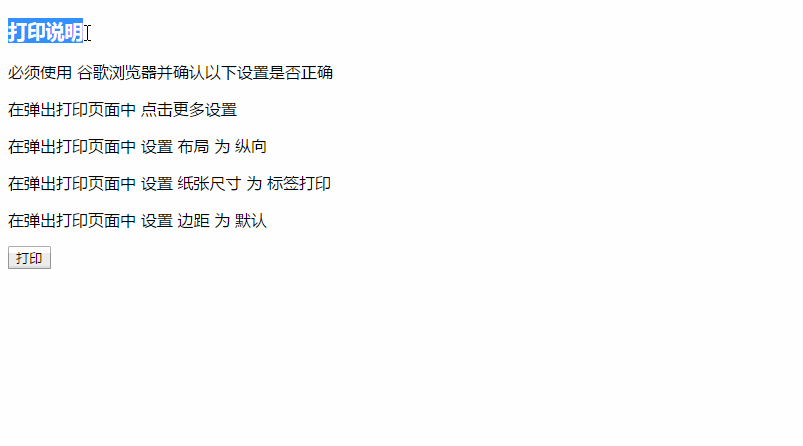 打印说明
必须使用 谷歌浏览器并确认以下设置是否正确
在弹出打印页面中 点击更多设置
在弹出打印页面中 设置 布局 为 纵向
在弹出打印页面中 设置 纸张尺寸 为 标签打印
在弹出打印页面中 设置 边距 为 默认
打印